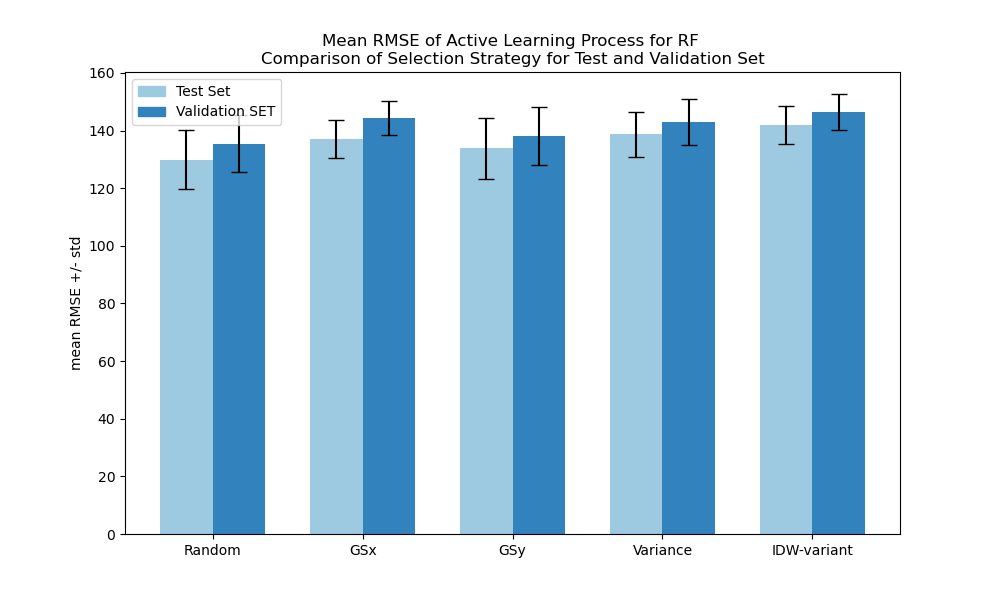 Mean RMSE of Active Learning Process for RF
Comparison of Selection Strategy for Test and Validation Set
Test Set
Validation SET
mean RMSE +/- std
160
140
120
100
80
60
40
20
0
Random
GSx
GSy
Variance
IDW-variant